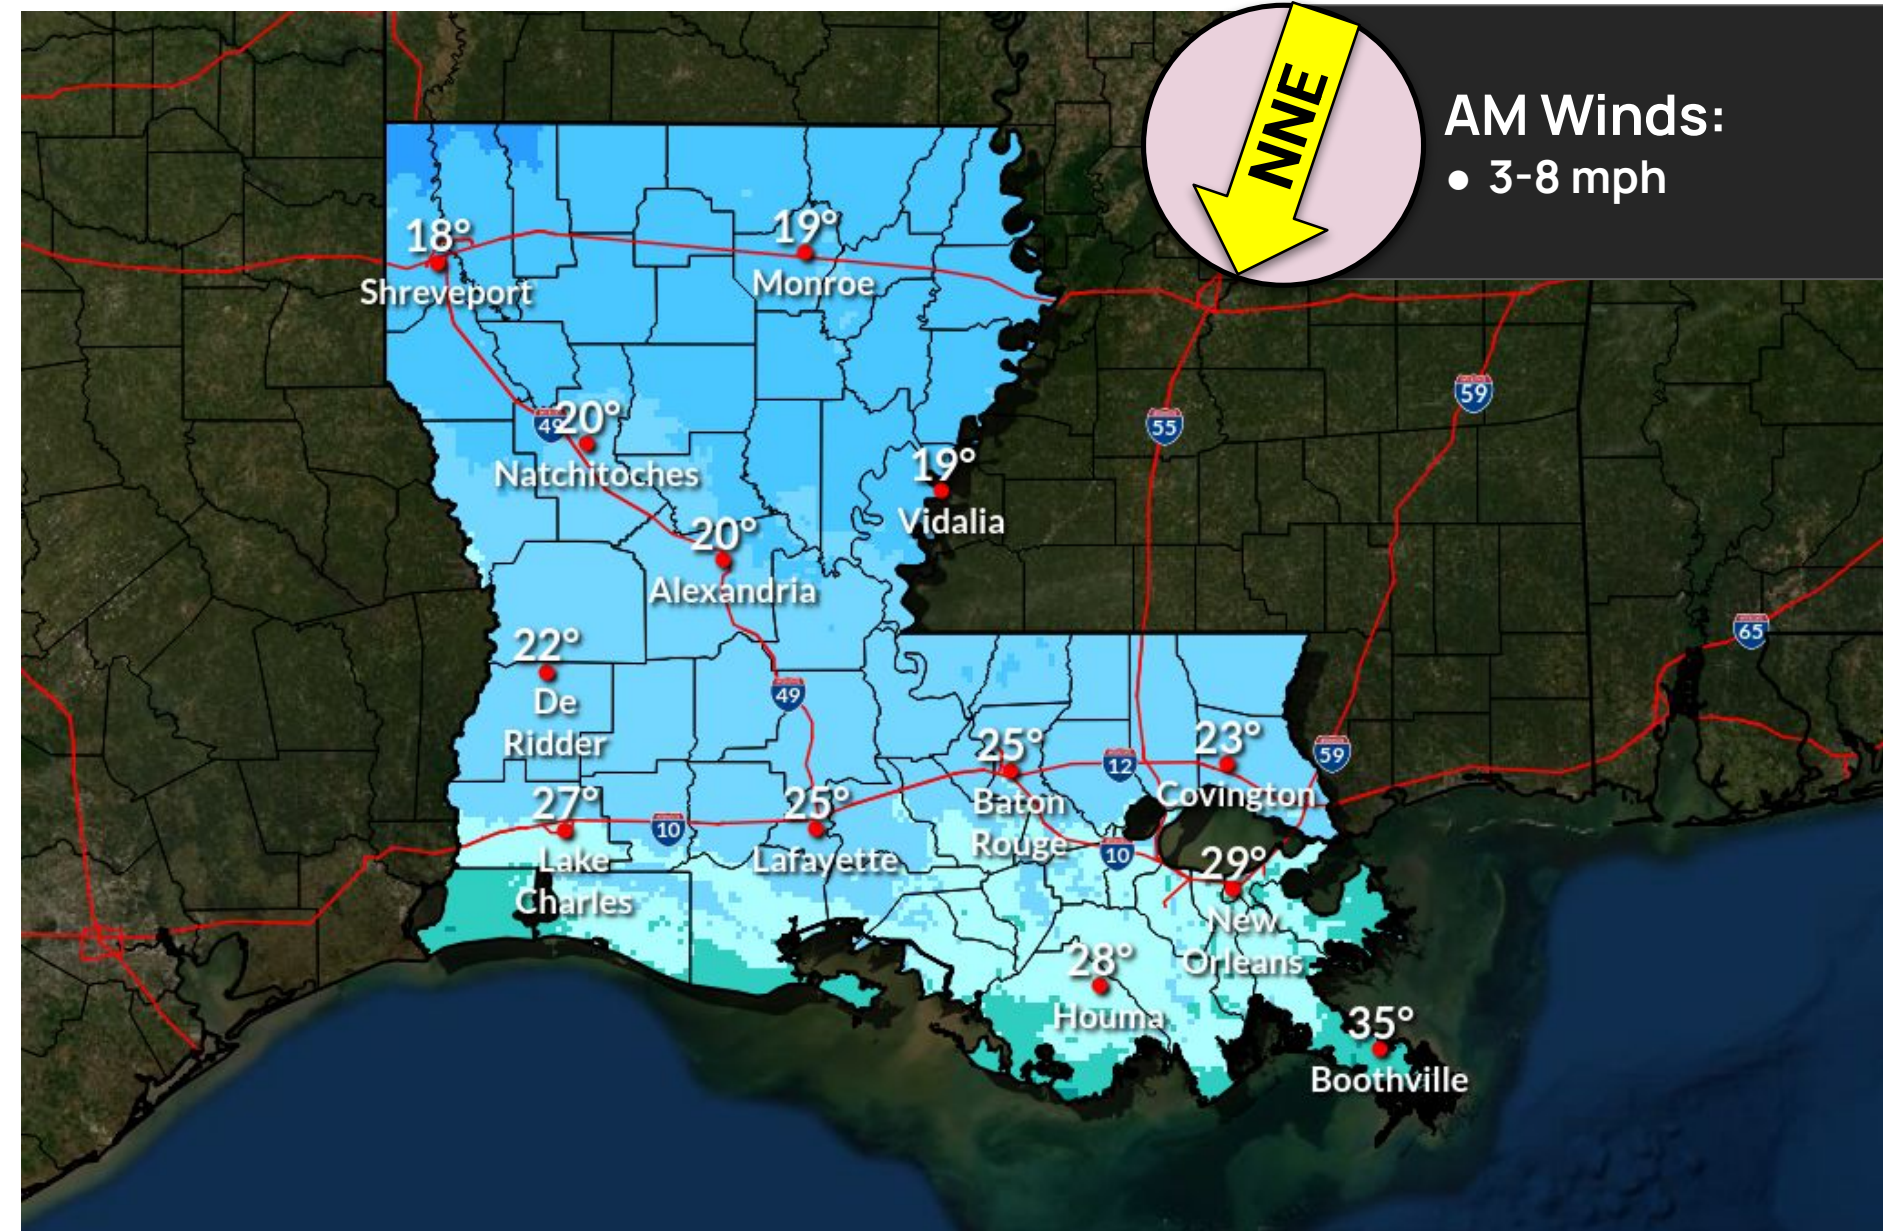 NNE
AM Winds:
● 3-8 mph
18°
Shreveport
19°
Monroe
49
20°
Natchitoches
55
59
19°
Vidalia
20°
Alexandria
65
22°
De
Ridder
49
25°
Baton
Rouge
12
23°
Covington
59
27°
Lake
Charles
10
25°
Lafayette
10
29°
New
Orleans
28°
Houma
35°
Boothville